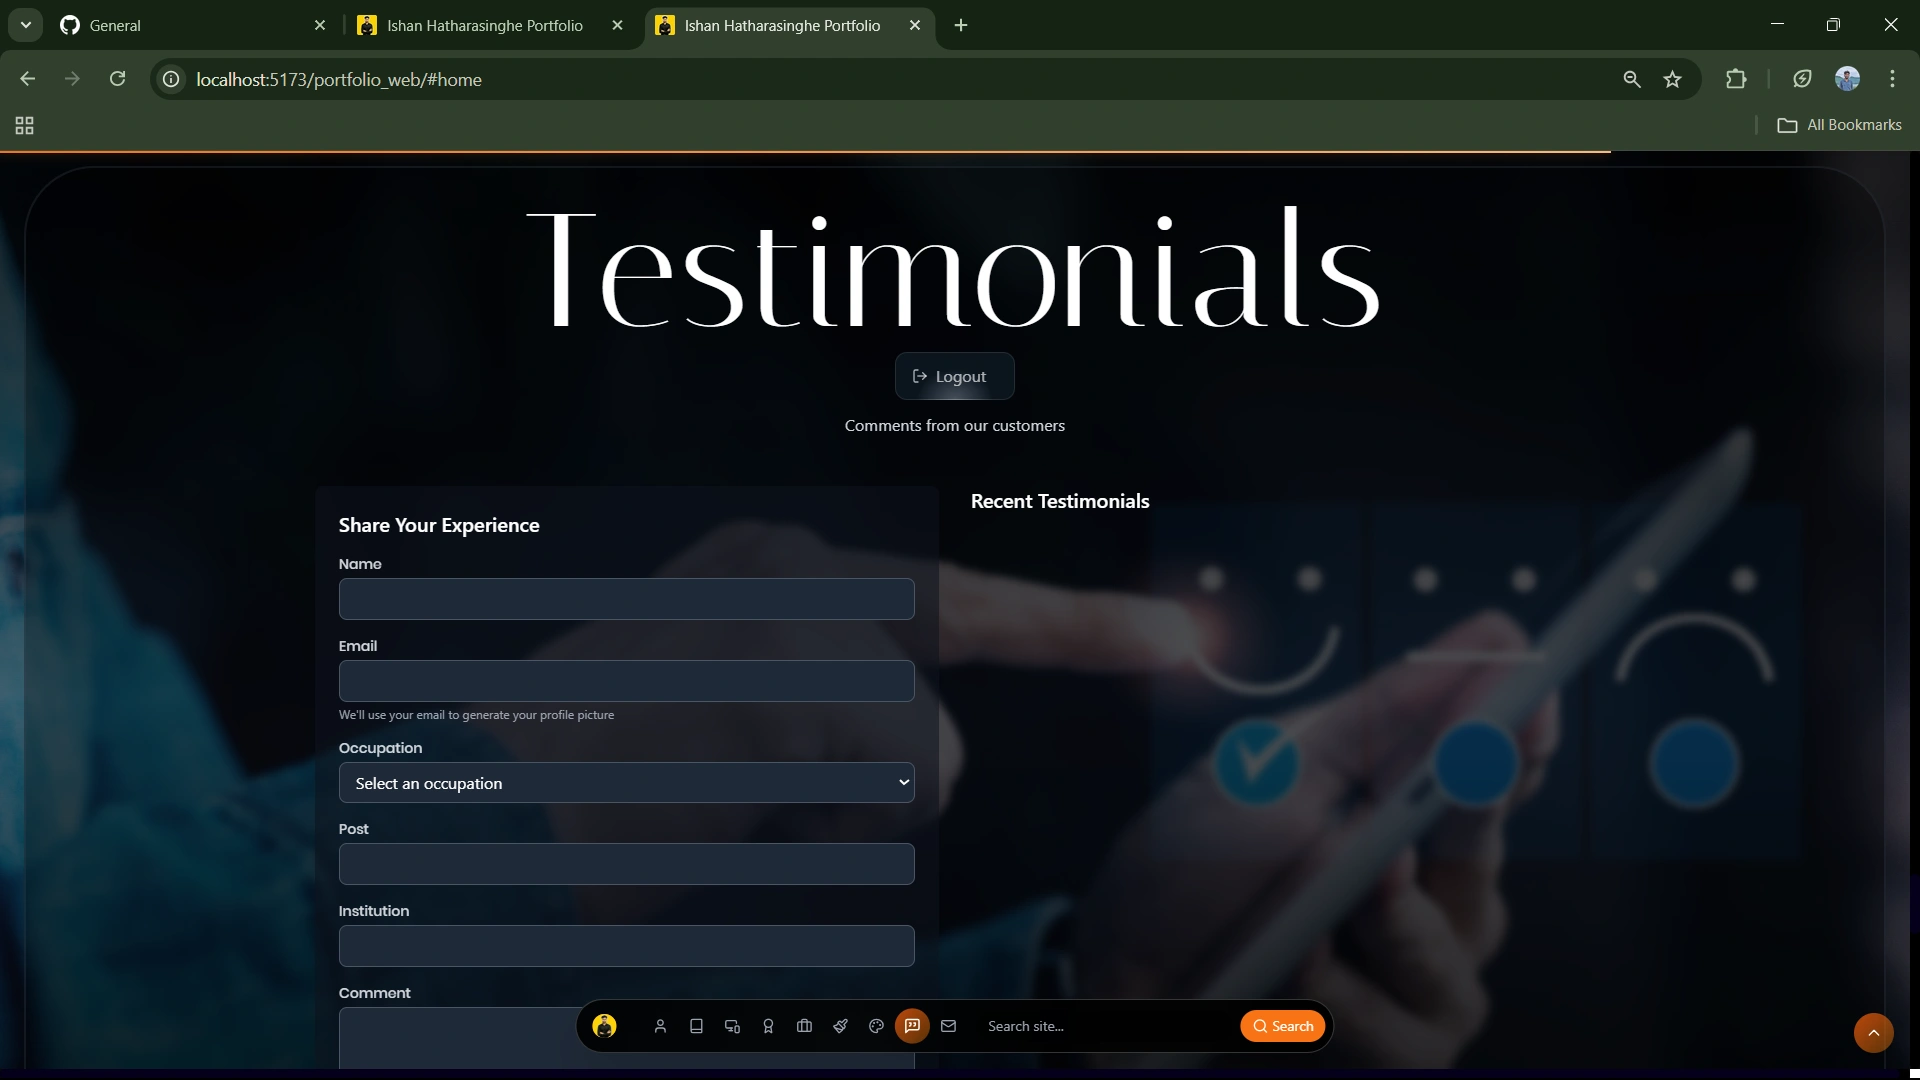 General
Ishan Hatharasinghe Portfolio
Ishan Hatharasinghe Portfolio
localhost:5173/portfolio_web/#home
All Bookmarks
Testimonials
Logout
Comments from our customers
Share Your Experience
Name
Email
We'll use your email to generate your profile picture
Occupation
Select an occupation
Post
Institution
Comment
Recent Testimonials
Search site...
Search